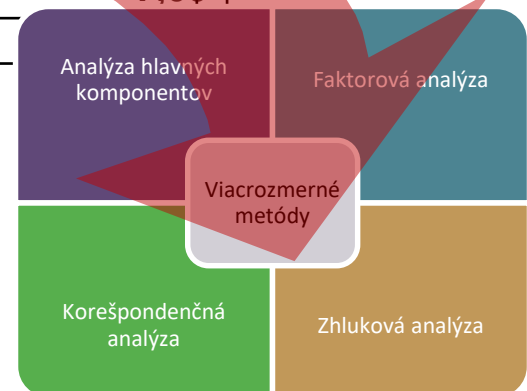 Analýza hlavných
komponentov
Faktorová analýza
Viacrozmerné
metódy
Korešpondenčná
analýza
Zhluková analýza